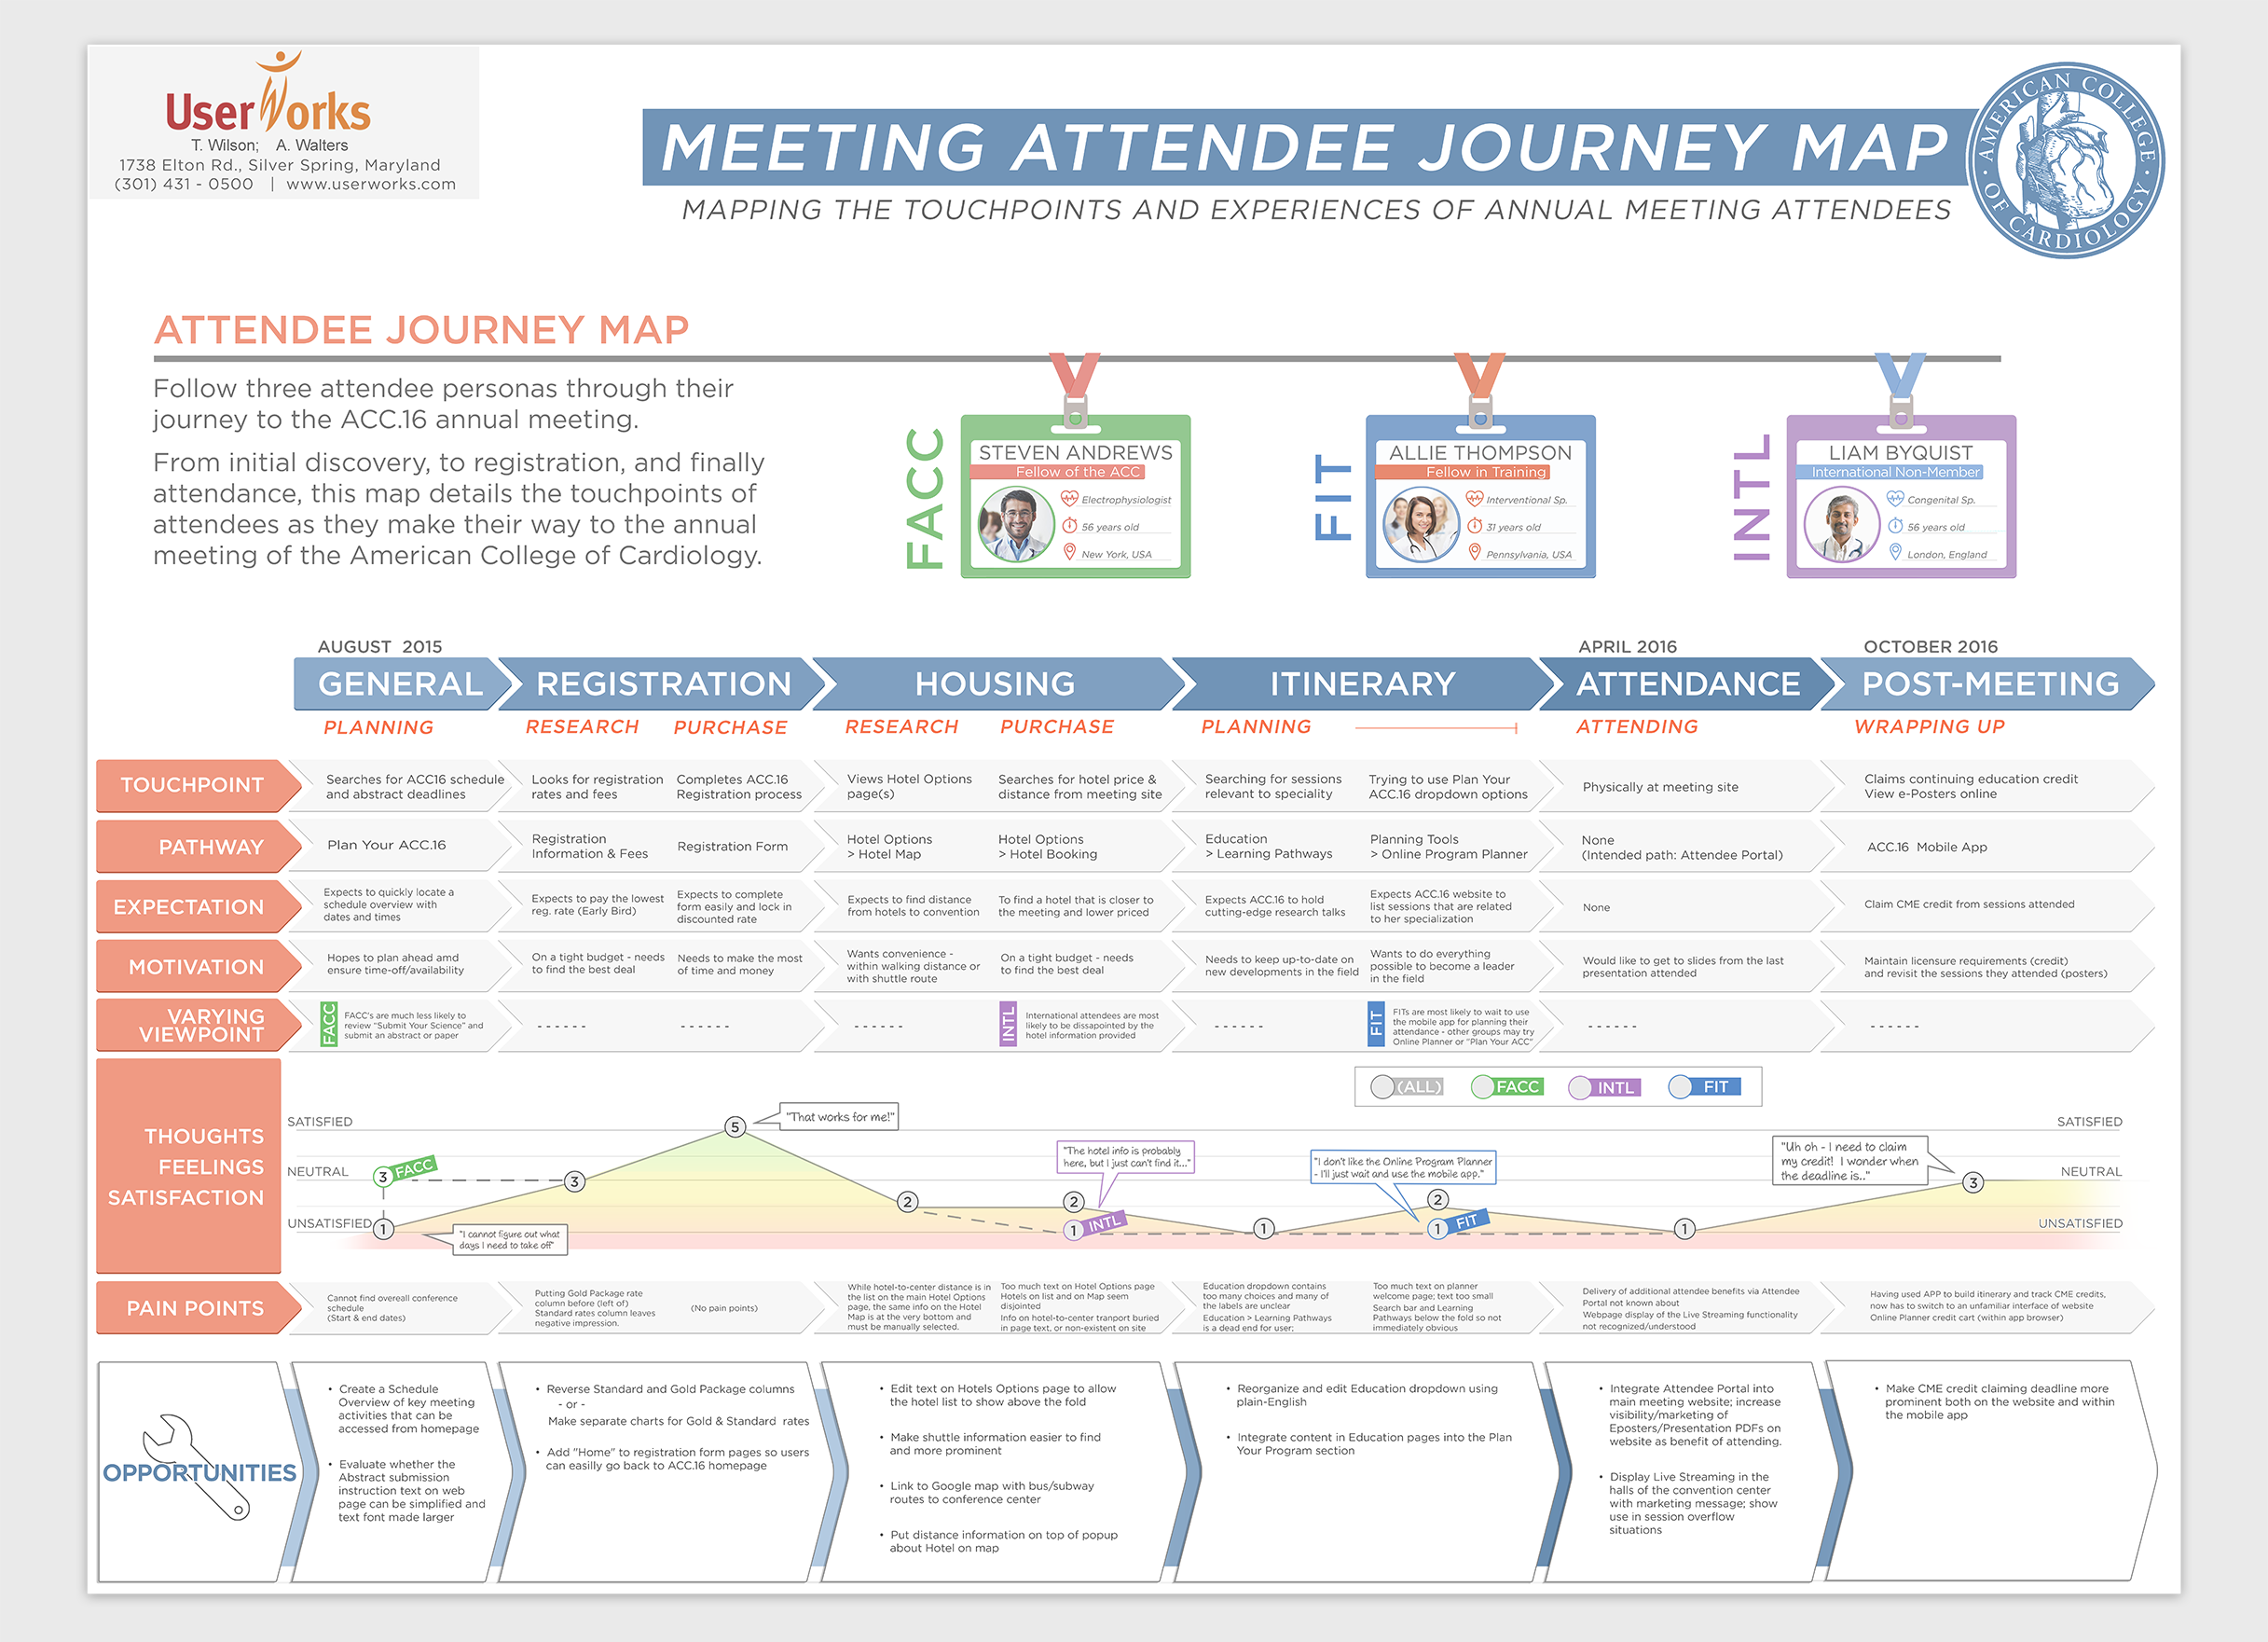 UserWorks
T. Wilson; A. Walters
1738 Elton Rd., Silver Spring, Maryland
(301) 431 - 0500 | www.userworks.com
MEETING ATTENDEE JOURNEY MAP
MAPPING THE TOUCHPOINTS AND EXPERIENCES OF ANNUAL MEETING ATTENDEES
AMERICAN COLLEGE
· OF CARDIOLOGY ·
ATTENDEE JOURNEY MAP
Follow three attendee personas through their
journey to the ACC.16 annual meeting.
From initial discovery, to registration, and finally
attendance, this map details the touchpoints of
attendees as they make their way to the annual
meeting of the American College of Cardiology.
FACC
STEVEN ANDREWS
Fellow of the ACC
Electrophysiologist
56 years old
New York, USA
FIT
ALLIE THOMPSON
Fellow in Training
Interventional Sp.
31 years old
Pennsylvania, USA
INTL
LIAM BYQUIST
International Non-Member
Congenital Sp.
56 years old
London, England
AUGUST 2015
APRIL 2016
OCTOBER 2016
GENERAL
REGISTRATION
HOUSING
ITINERARY
ATTENDANCE
POST-MEETING
PLANNING
RESEARCH
PURCHASE
RESEARCH
PURCHASE
PLANNING
ATTENDING
WRAPPING UP
TOUCHPOINT
Searches for ACC16 schedule
and abstract deadlines
Looks for registration
rates and fees
Completes ACC.16
Registration process
Views Hotel Options
page(s)
Searches for hotel price &
distance from meeting site
Searching for sessions
relevant to speciality
Trying to use Plan Your
ACC.16 dropdown options
Physically at meeting site
Claims continuing education credit
View e-Posters online
PATHWAY
Plan Your ACC.16
Registration
Information & Fees
Registration Form
Hotel Options
> Hotel Map
Hotel Options
> Hotel Booking
Education
> Learning Pathways
Planning Tools
> Online Program Planner
None
(Intended path: Attendee Portal)
ACC.16 Mobile App
EXPECTATION
Expects to quickly locate a
schedule overview with
dates and times
Expects to pay the lowest
reg. rate (Early Bird)
Expects to complete
form easily and lock in
discounted rate
Expects to find distance
from hotels to convention
To find a hotel that is closer to
the meeting and lower priced
Expects ACC.16 to hold
cutting-edge research talks
Expects ACC.16 website to
list sessions that are related
to her specialization
None
Claim CME credit from sessions attended
MOTIVATION
Hopes to plan ahead amd
ensure time-off/availability
On a tight budget - needs
to find the best deal
Needs to make the most
of time and money
Wants convenience -
within walking distance or
with shuttle route
On a tight budget - needs
to find the best deal
Needs to keep up-to-date on
new developments in the field
Wants to do everything
possible to become a leader
in the field
Would like to get to slides from the last
presentation attended
Maintain licensure requirements (credit)
and revisit the sessions they attended (posters)
VARYING
VIEWPOINT
FACC
FACC's are much less likely to
review "Submit Your Science" and
submit an abstract or paper
- - - - - -
- - - - - -
- - - - - -
INTL
International attendees are most
likely to be dissapointed by the
hotel information provided
- - - - - -
FIT
FITs are most likely to wait to use
the mobile app for planning their
attendance - other groups may try
Online Planner or "Plan Your ACC"
- - - - - -
- - - - - -
THOUGHTS
FEELINGS
SATISFACTION
(ALL)
FACC
INTL
FIT
SATISFIED
NEUTRAL
UNSATISFIED
SATISFIED
NEUTRAL
UNSATISFIED
3 FACC
1
"I cannot figure out what
days I need to take off"
3
5
"That works for me!"
2
2
1 INTL
"The hotel info is probably
here, but I just can't find it..."
1
2
1 FIT
"I don't like the Online Program Planner
- I'll just wait and use the mobile app."
1
3
"Uh oh - I need to claim
my credit! I wonder when
the deadline is.."
PAIN POINTS
Cannot find overeall conference
schedule
(Start & end dates)
Putting Gold Package rate
column before (left of)
Standard rates column leaves
negative impression.
(No pain points)
While hotel-to-center distance is in
the list on the main Hotel Options
page, the same info on the Hotel
Map is at the very bottom and
must be manually selected.
Too much text on Hotel Options page
Hotels on list and on Map seem
disjointed
Info on hotel-to-center tranport buried
in page text, or non-existent on site
Education dropdown contains
too many choices and many of
the labels are unclear
Education > Learning Pathways
is a dead end for user;
Too much text on planner
welcome page; text too small
Search bar and Learning
Pathways below the fold so not
immediately obvious
Delivery of additional attendee benefits via Attendee
Portal not known about
Webpage display of the Live Streaming functionality
not recognized/understood
Having used APP to build itinerary and track CME credits,
now has to switch to an unfamiliar interface of website
Online Planner credit cart (within app browser)
OPPORTUNITIES
• Create a Schedule
Overview of key meeting
activities that can be
accessed from homepage
• Evaluate whether the
Abstract submission
instruction text on web
page can be simplified and
text font made larger
• Reverse Standard and Gold Package columns
- or -
Make separate charts for Gold & Standard rates
• Add "Home" to registration form pages so users
can easilly go back to ACC.16 homepage
• Edit text on Hotels Options page to allow
the hotel list to show above the fold
• Make shuttle information easier to find
and more prominent
• Link to Google map with bus/subway
routes to conference center
• Put distance information on top of popup
about Hotel on map
• Reorganize and edit Education dropdown using
plain-English
• Integrate content in Education pages into the Plan
Your Program section
• Integrate Attendee Portal into
main meeting website; increase
visibility/marketing of
Eposters/Presentation PDFs on
website as benefit of attending.
• Display Live Streaming in the
halls of the convention center
with marketing message; show
use in session overflow
situations
• Make CME credit claiming deadline more
prominent both on the website and within
the mobile app